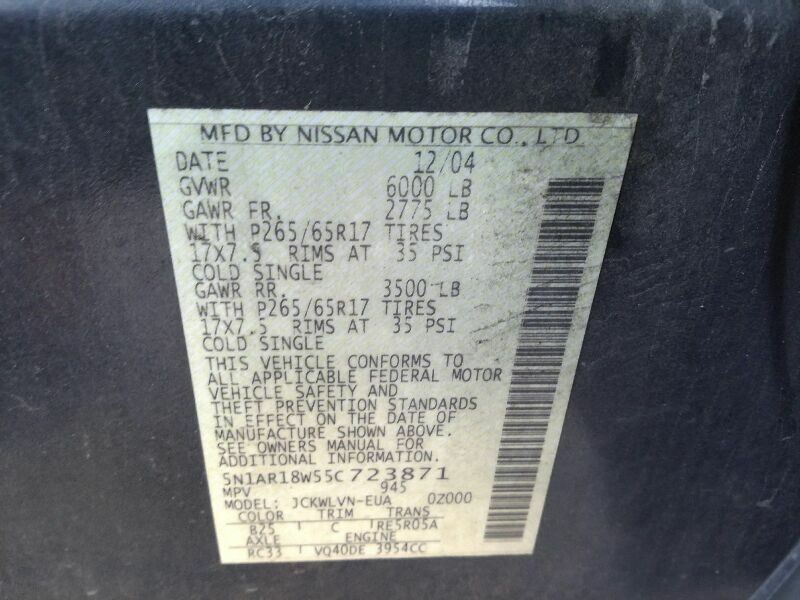 MFD BY NISSAN MOTOR CO., LTD
DATE 12/04
GVWR 6000 LB
GAWR FR. 2775 LB
WITH P265/65R17 TIRES
17X7.5 RIMS AT 35 PSI
COLD SINGLE
GAWR RR. 3500 LB
WITH P265/65R17 TIRES
17X7.5 RIMS AT 35 PSI
COLD SINGLE
THIS VEHICLE CONFORMS TO
ALL APPLICABLE FEDERAL MOTOR
VEHICLE SAFETY AND
THEFT PREVENTION STANDARDS
IN EFFECT ON THE DATE OF
MANUFACTURE SHOWN ABOVE.
SEE OWNERS MANUAL FOR
ADDITIONAL INFORMATION.
5N1AR18W55C723871
MPV 945
MODEL: JCKWLVN-EUA 0Z000
COLOR TRIM TRANS
B25 C RE5R05A
AXLE ENGINE
RC33 VQ40DE 3954CC